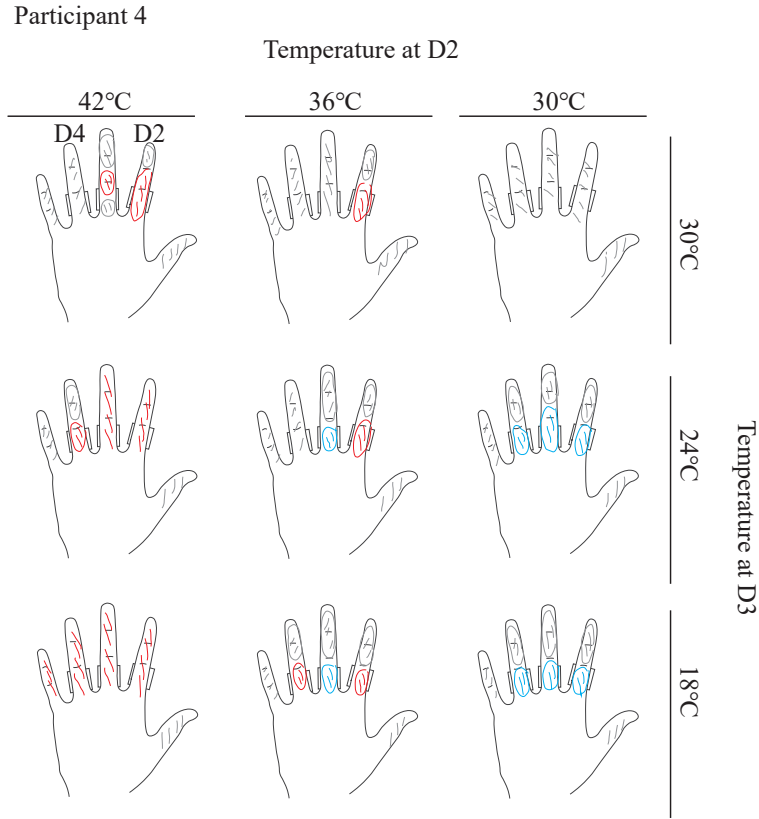 Participant 4
Temperature at D2
42°C
36°C
30°C
D4
D2
30°C
24°C
Temperature at D3
18°C